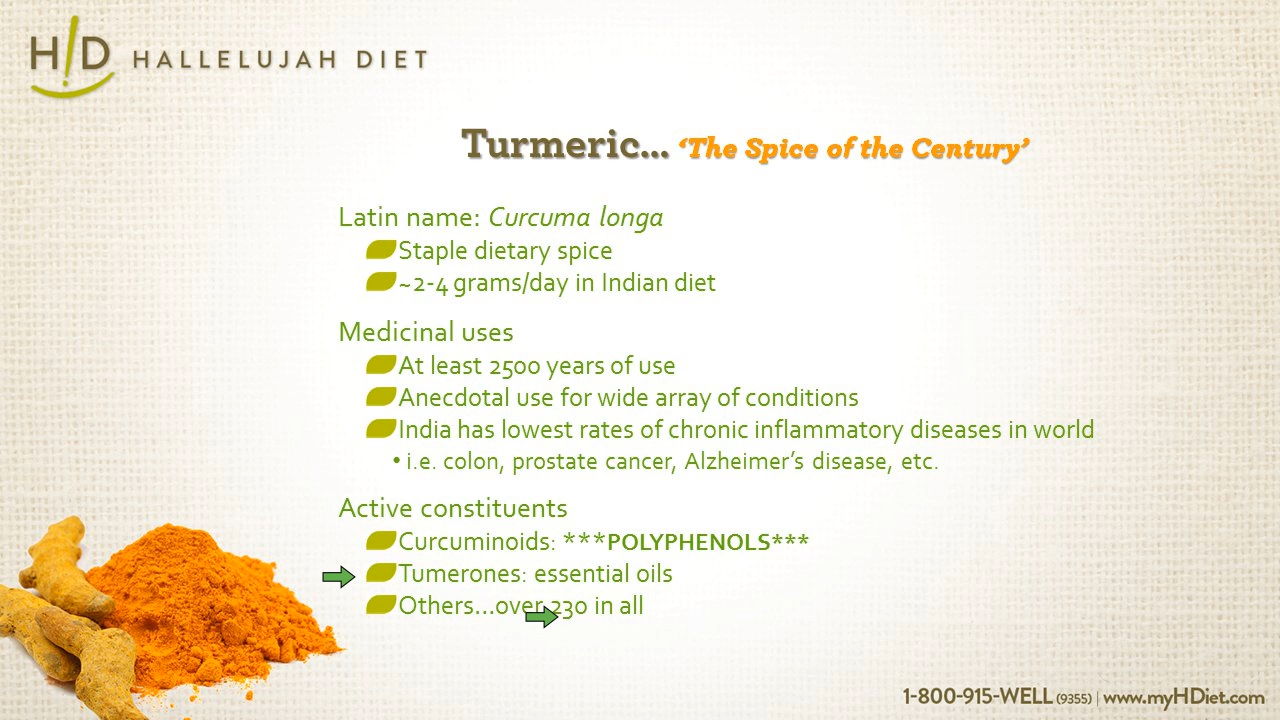 H!D HALLELUJAH DIET
Turmeric... ‘The Spice of the Century’
Latin name: Curcuma longa
Staple dietary spice
~2-4 grams/day in Indian diet
Medicinal uses
At least 2500 years of use
Anecdotal use for wide array of conditions
India has lowest rates of chronic inflammatory diseases in world
• i.e. colon, prostate cancer, Alzheimer’s disease, etc.
Active constituents
Curcuminoids: ***POLYPHENOLS***
Tumerones: essential oils
Others...over 230 in all
1-800-915-WELL (9355) | www.myHDiet.com